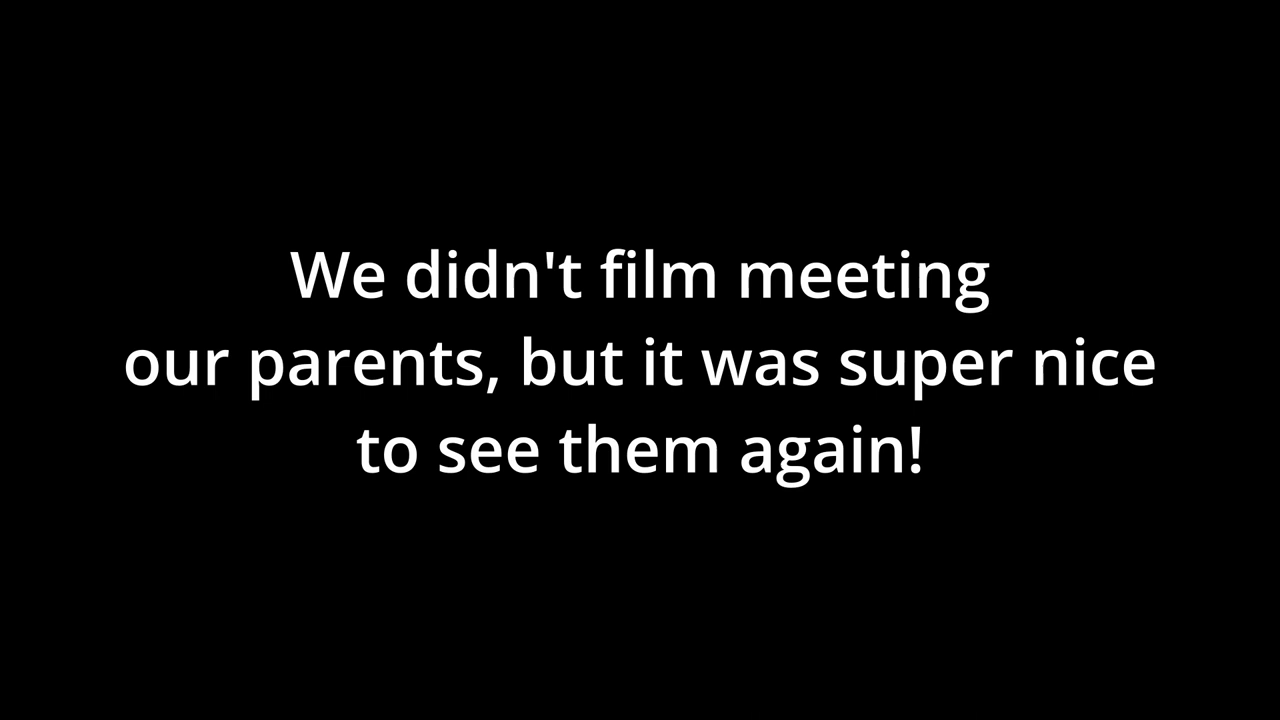 We didn't film meeting
our parents, but it was super nice
to see them again!